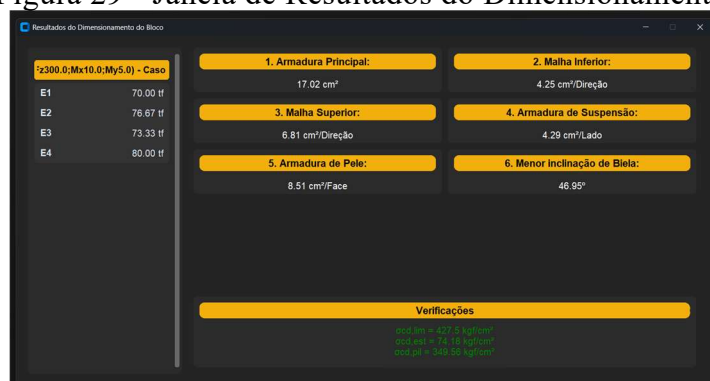 Figura 29 - Janela de Resultados do Dimensionament
Resultados do Dimensionamento do Bloco
z300.0;Mx10.0;My5.0) - Caso
E1 70.00 tf
E2 76.67 tf
E3 73.33 tf
E4 80.00 tf
1. Armadura Principal:
17.02 cm²
2. Malha Inferior:
4.25 cm²/Direção
3. Malha Superior:
6.81 cm²/Direção
4. Armadura de Suspensão:
4.29 cm²/Lado
5. Armadura de Pele:
8.51 cm²/Face
6. Menor inclinação de Biela:
46.95º
Verificações
σcd,lim = 427.5 kgf/cm²
σcd,est = 74.16 kgf/cm²
σcd,pil = 349.56 kgf/cm²